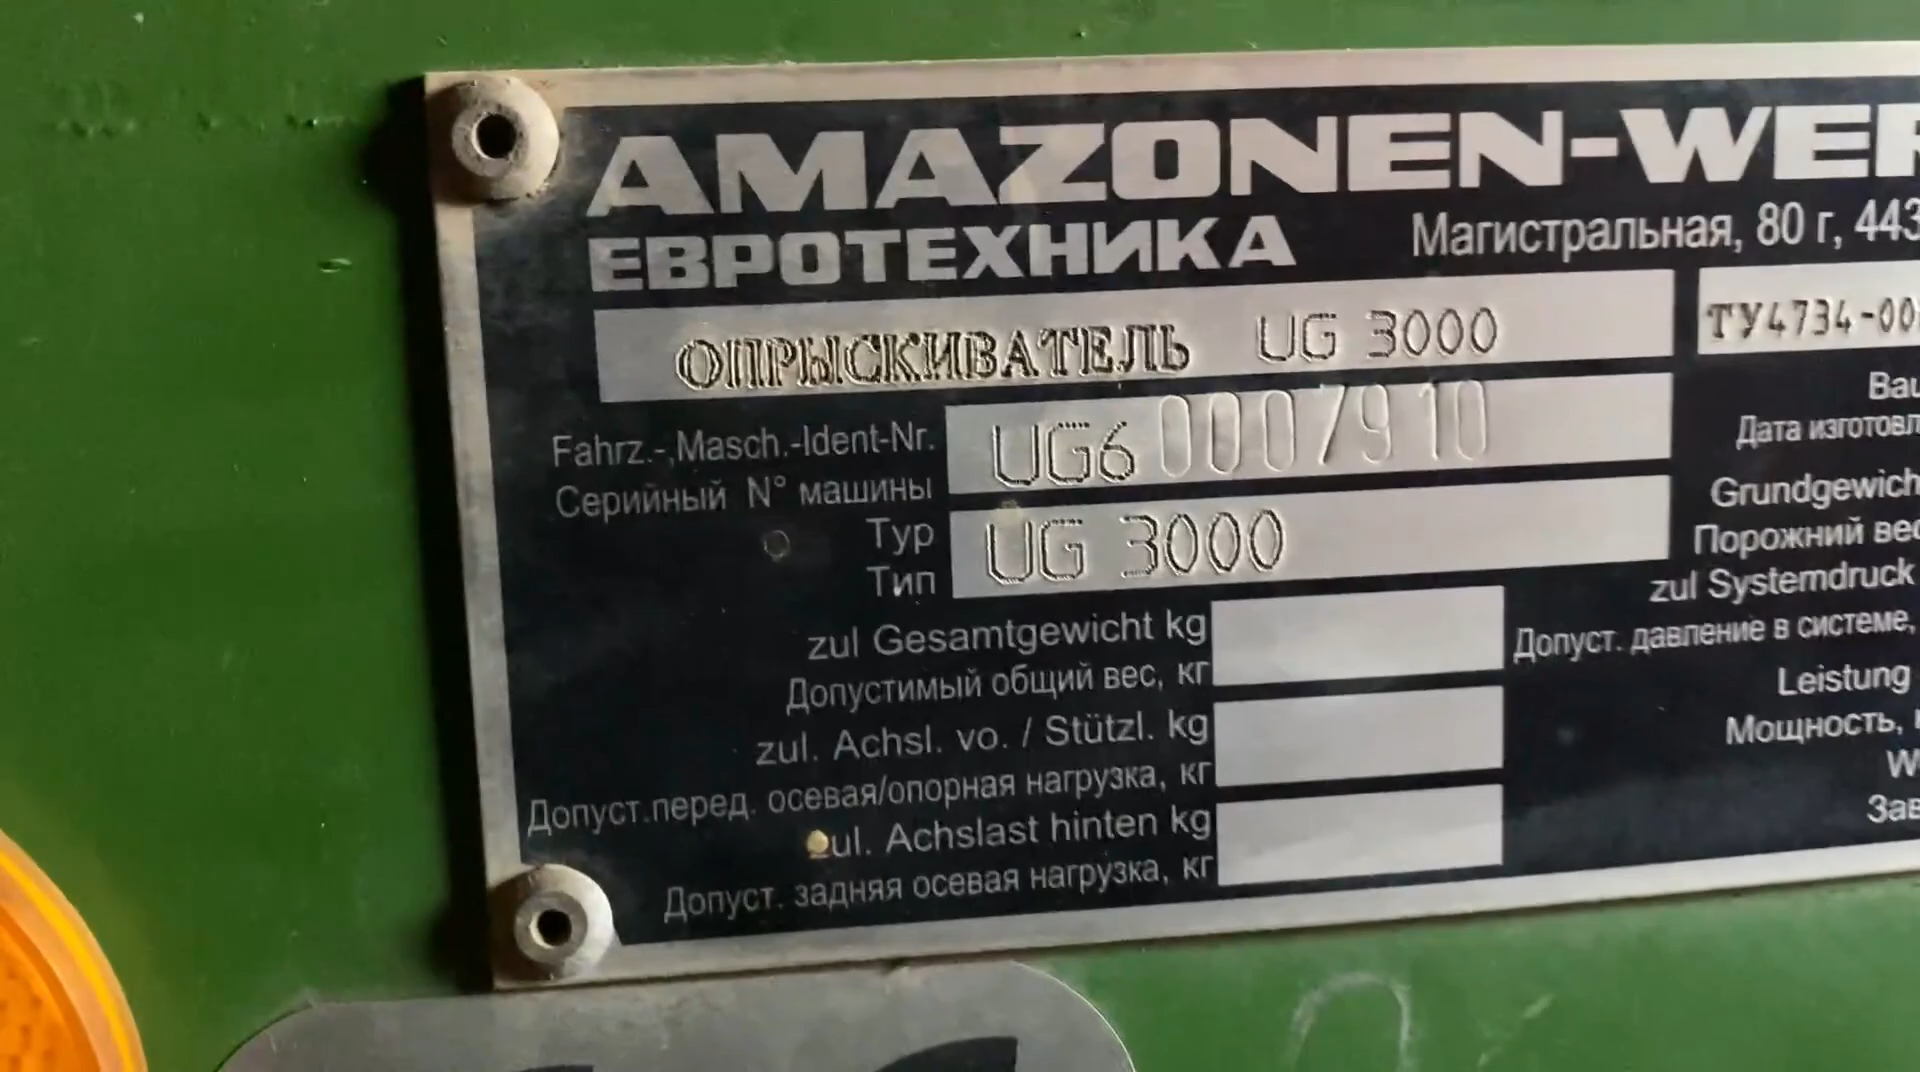 AMAZONEN-WER
ЕВРОТЕХНИКА
Магистральная, 80 г, 443
ОПРЫСКИВАТЕЛЬ UG 3000
ТУ4734-00
Fahrz.-,Masch.-Ident-Nr.
Серийный N° машины
UG6 0007910
Bau
Дата изготовл
Typ
Тип
UG 3000
Grundgewich
Порожний вес
zul Systemdruck
Допуст. давление в системе,
zul Gesamtgewicht kg
Допустимый общий вес, кг
Leistung
Мощность,
zul. Achsl. vo. / Stützl. kg
Допуст.перед. осевая/опорная нагрузка, кг
W
Зав
zul. Achslast hinten kg
Допуст. задняя осевая нагрузка, кг